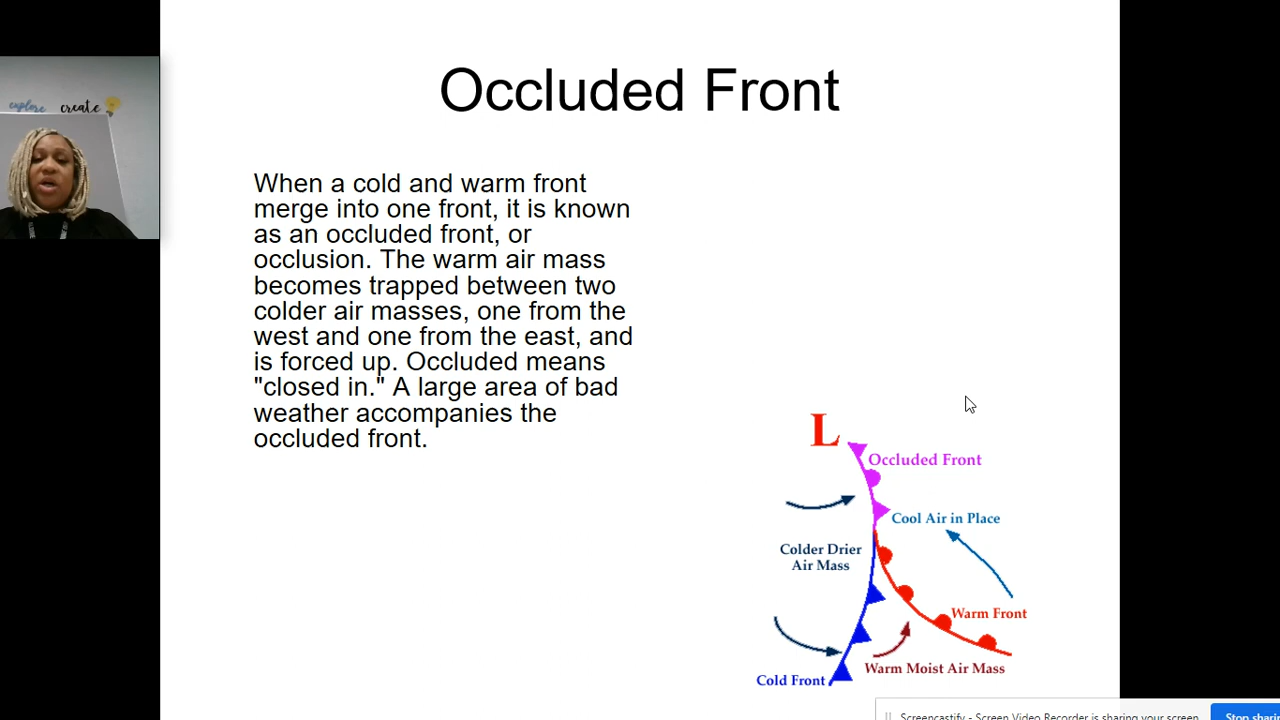 explore create
Occluded Front
When a cold and warm front
merge into one front, it is known
as an occluded front, or
occlusion. The warm air mass
becomes trapped between two
colder air masses, one from the
west and one from the east, and
is forced up. Occluded means
"closed in." A large area of bad
weather accompanies the
occluded front.
L
Occluded Front
Cool Air in Place
Colder Drier
Air Mass
Warm Front
Warm Moist Air Mass
Cold Front
Screencastify - Screen Video Recorder is sharing your screen.
Stop